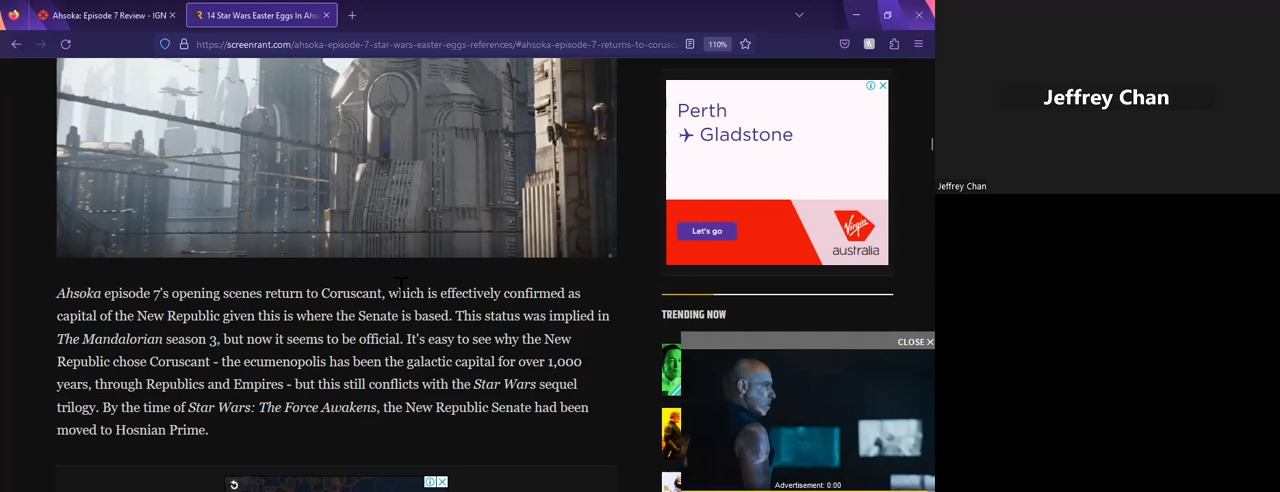 Ahsoka: Episode 7 Review - IGN
14 Star Wars Easter Eggs In Ahs
https://screenrant.com/ahsoka-episode-7-star-wars-easter-eggs-references/#ahsoka-episode-7-returns-to-corusc
110%
Perth
Gladstone
Let's go
Virgin
australia
Ahsoka episode 7's opening scenes return to Coruscant, which is effectively confirmed as
capital of the New Republic given this is where the Senate is based. This status was implied in
The Mandalorian season 3, but now it seems to be official. It's easy to see why the New
Republic chose Coruscant - the ecumenopolis has been the galactic capital for over 1,000
years, through Republics and Empires - but this still conflicts with the Star Wars sequel
trilogy. By the time of Star Wars: The Force Awakens, the New Republic Senate had been
moved to Hosnian Prime.
TRENDING NOW
CLOSE X
Advertisement: 0:00
Jeffrey Chan
Jeffrey Chan